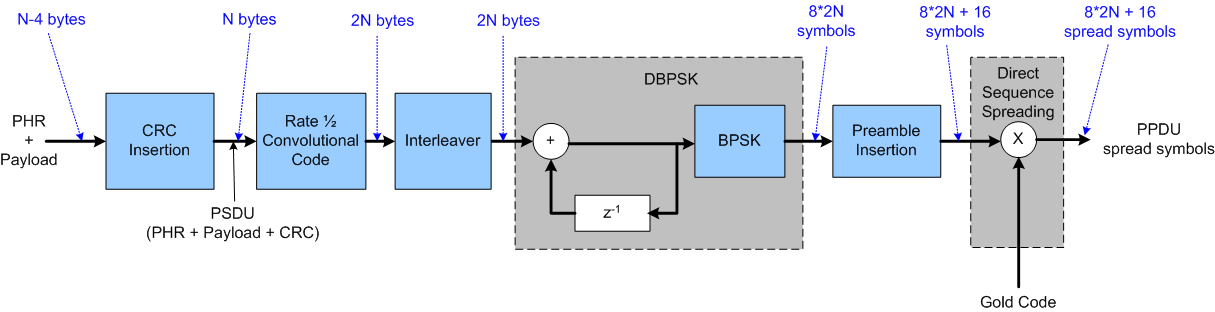 N-4 bytes
N bytes
2N bytes
2N bytes
8*2N
symbols
8*2N + 16
symbols
8*2N + 16
spread symbols
PHR
+
Payload
CRC
Insertion
PSDU
(PHR + Payload + CRC)
Rate ½
Convolutional
Code
Interleaver
DBPSK
+
z-1
BPSK
Preamble
Insertion
Direct
Sequence
Spreading
X
Gold Code
PPDU
spread symbols